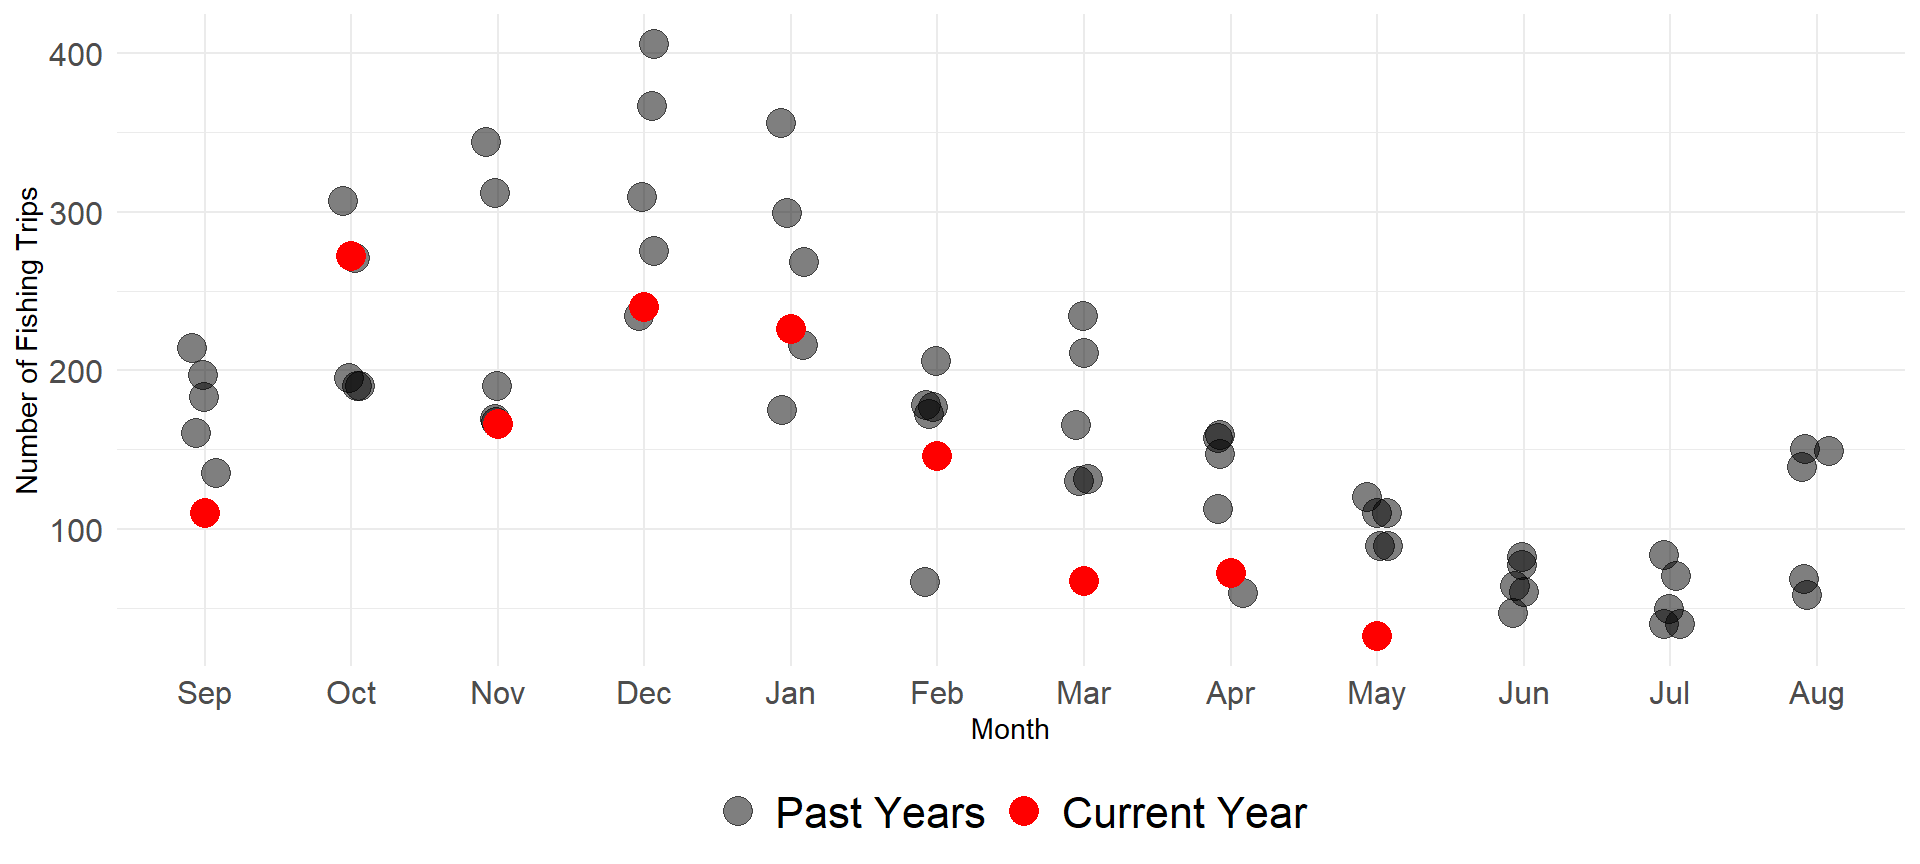 Number of Fishing Trips
400
300
200
100
Sep Oct Nov Dec Jan Feb Mar Apr May Jun Jul Aug
Month
Past Years Current Year